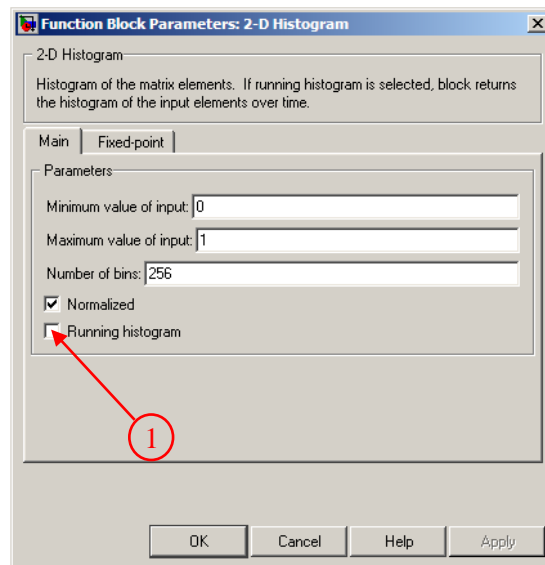 Function Block Parameters: 2-D Histogram
2-D Histogram
Histogram of the matrix elements. If running histogram is selected, block returns
the histogram of the input elements over time.
Main Fixed-point
Parameters
Minimum value of input: 0
Maximum value of input: 1
Number of bins: 256
Normalized
Running histogram
1
OK Cancel Help Apply